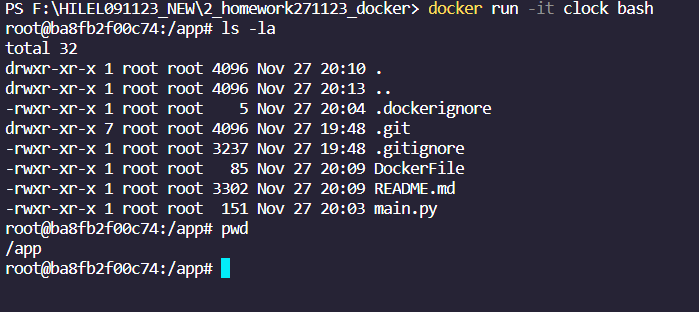 PS F:\HILEL091123_NEW\2_homework271123_docker> docker run -it clock bash
root@ba8fb2f00c74:/app# ls -la
total 32
drwxr-xr-x 1 root root 4096 Nov 27 20:10 .
drwxr-xr-x 1 root root 4096 Nov 27 20:13 ..
-rwxr-xr-x 1 root root    5 Nov 27 20:04 .dockerignore
drwxr-xr-x 7 root root 4096 Nov 27 19:48 .git
-rwxr-xr-x 1 root root 3237 Nov 27 19:48 .gitignore
-rwxr-xr-x 1 root root   85 Nov 27 20:09 DockerFile
-rwxr-xr-x 1 root root 3302 Nov 27 20:09 README.md
-rwxr-xr-x 1 root root  151 Nov 27 20:03 main.py
root@ba8fb2f00c74:/app# pwd
/app
root@ba8fb2f00c74:/app#